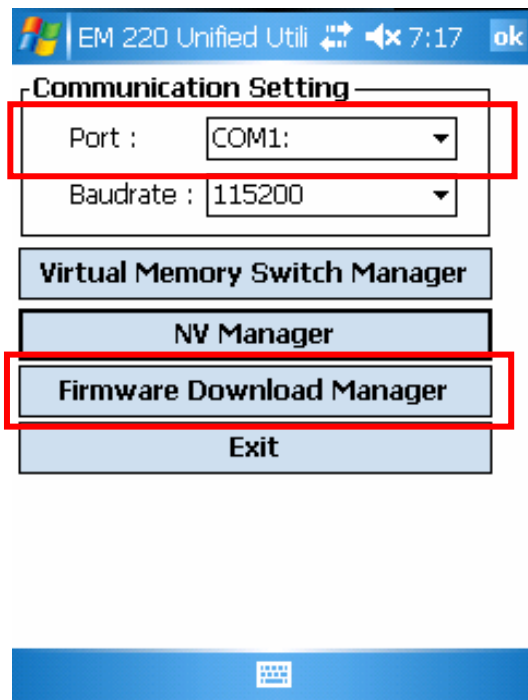 EM 220 Unified Utili 7:17 ok
Communication Setting
Port : COM1:
Baudrate : 115200
Virtual Memory Switch Manager
NV Manager
Firmware Download Manager
Exit